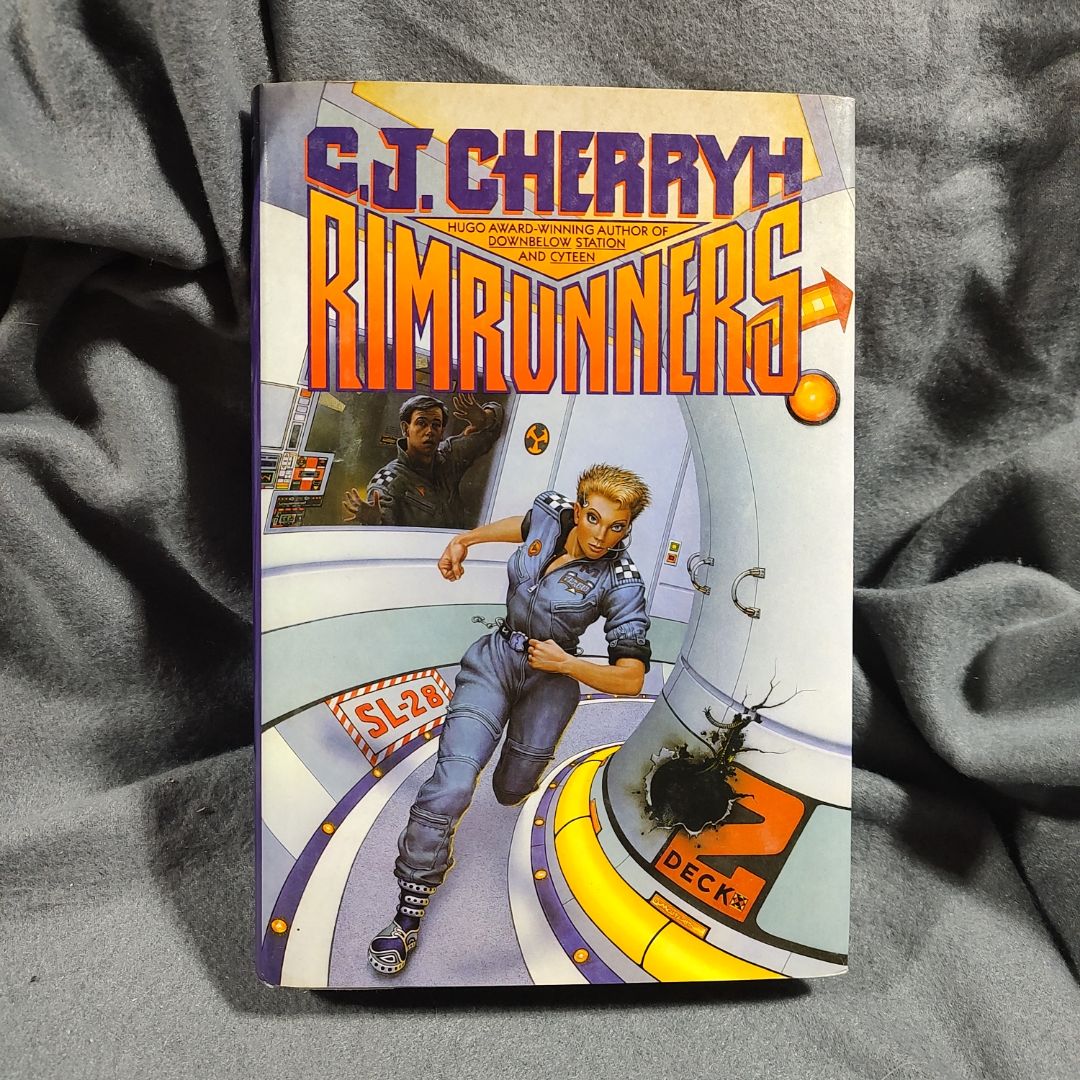 C.J. CHERRYH
HUGO AWARD-WINNING AUTHOR OF
DOWNBELOW STATION
AND CYTEEN
RIMRUNNERS
SL-28
2
DECK